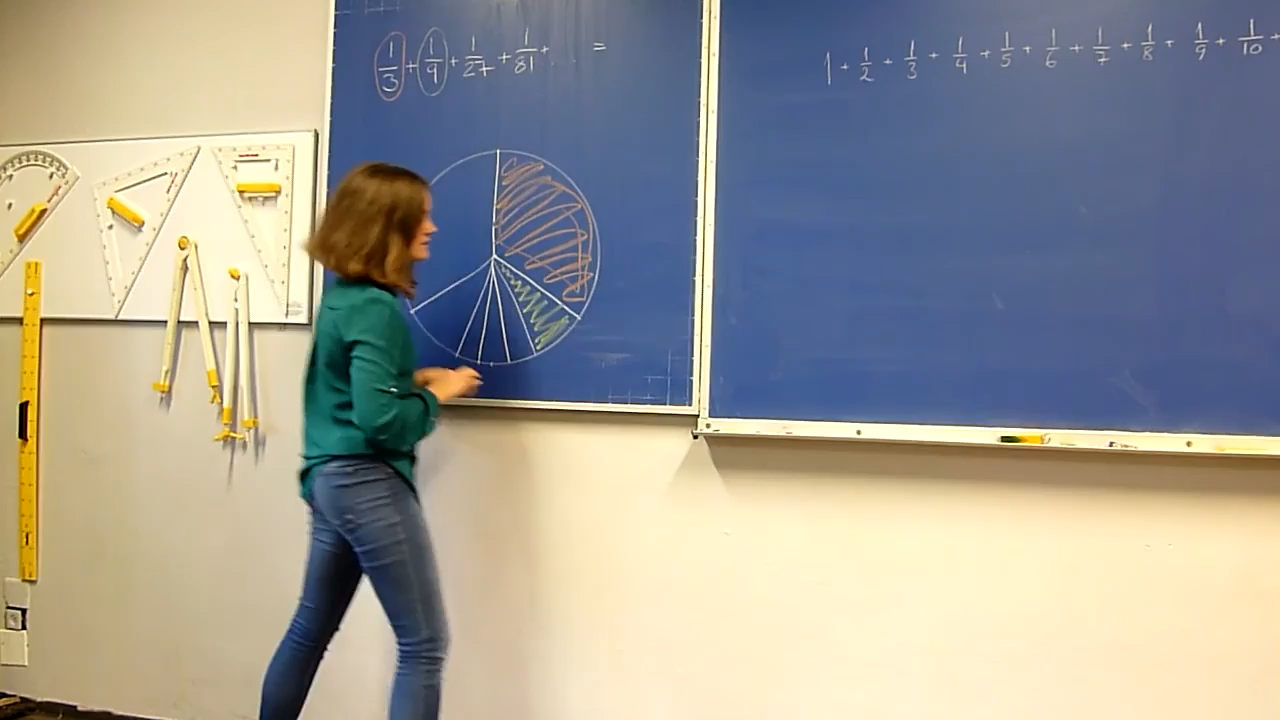 1/3 + 1/9 + 1/27 + 1/81 + . . =
1 + 1/2 + 1/3 + 1/4 + 1/5 + 1/6 + 1/7 + 1/8 + 1/9 + 1/10 +